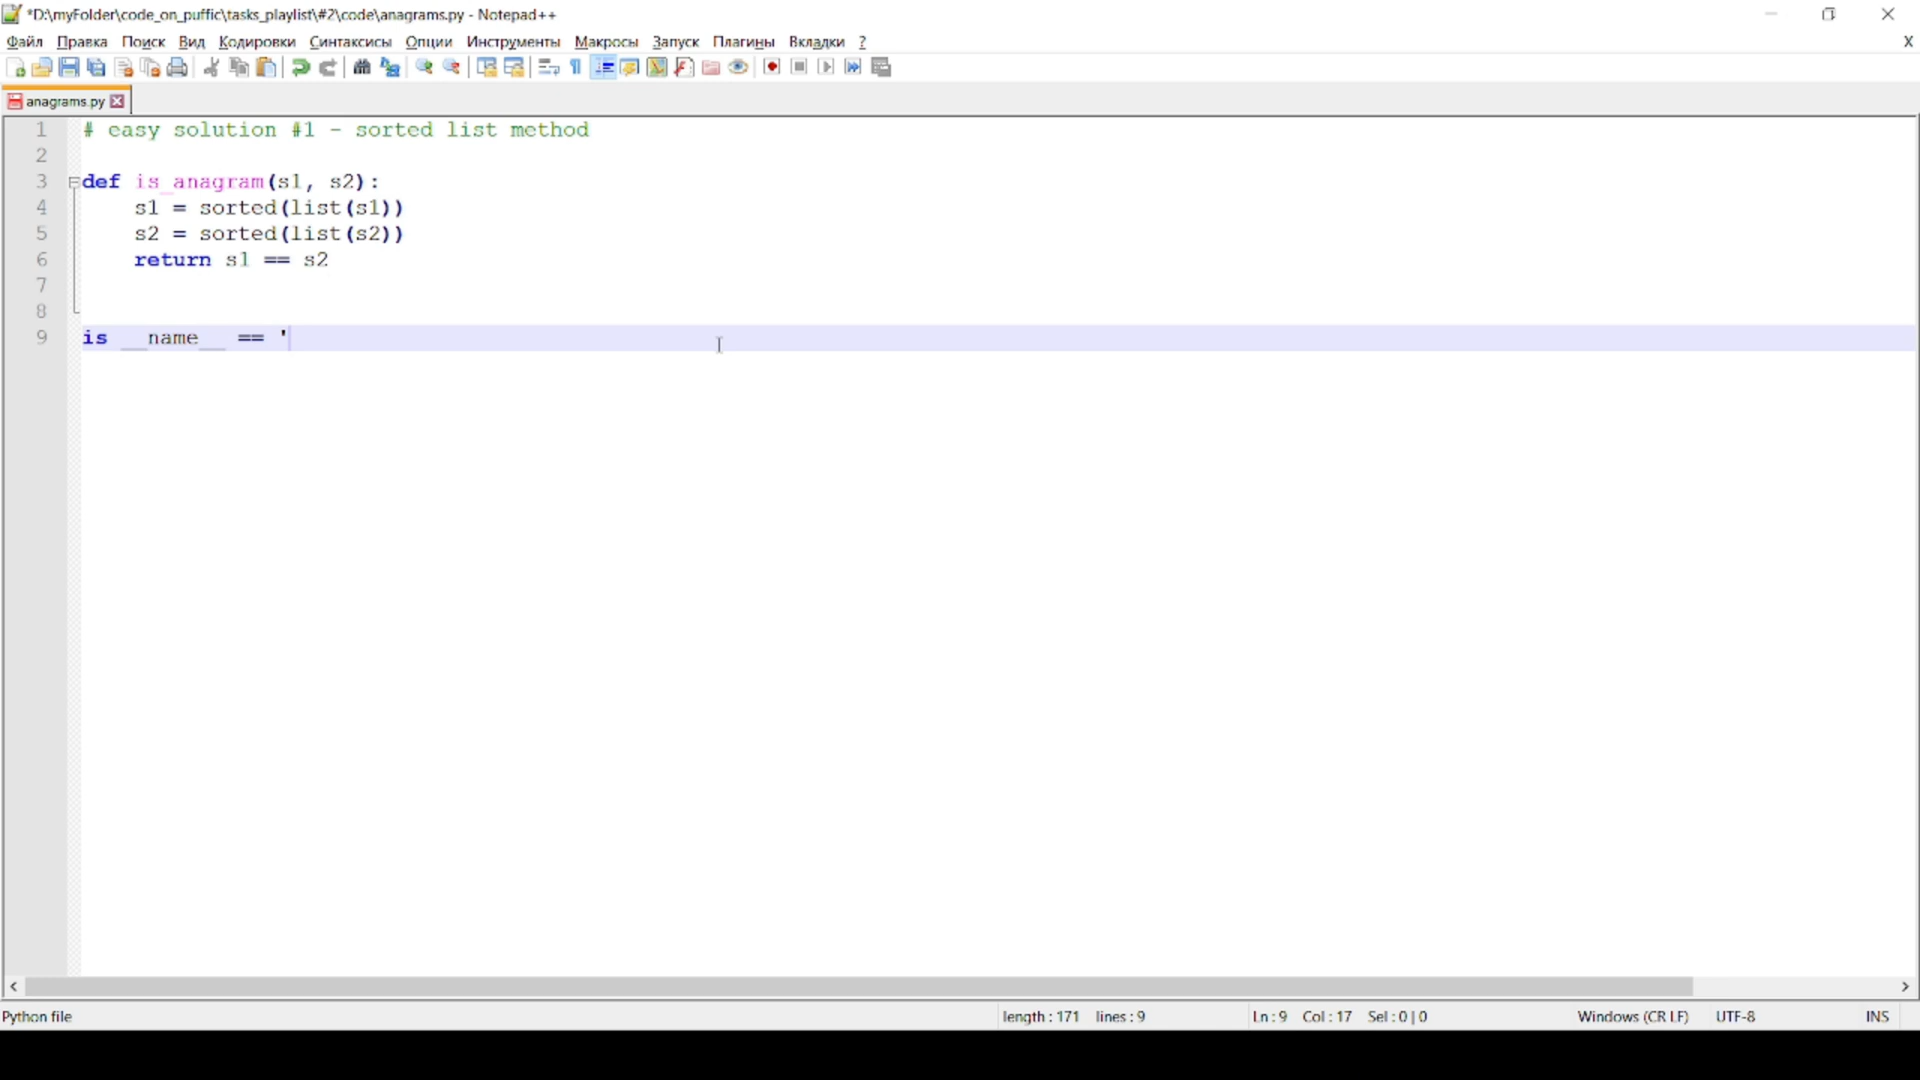 *D:\myFolder\code_on_puffic\tasks_playlist\#2\code\anagrams.py - Notepad++
Файл Правка Поиск Вид Кодировки Синтаксисы Опции Инструменты Макросы Запуск Плагины Вкладки ? X
anagrams.py
1 # easy solution #1 - sorted list method
2
3 def is_anagram(s1, s2):
4 s1 = sorted(list(s1))
5 s2 = sorted(list(s2))
6 return s1 == s2
7
8
9 is __name__ == '
Python file length : 171 lines : 9 Ln : 9 Col : 17 Sel : 0 | 0 Windows (CR LF) UTF-8 INS